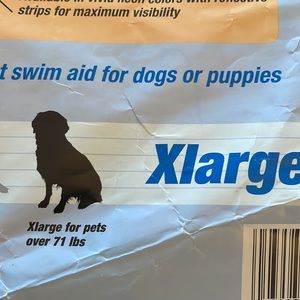 strips for maximum visibility
swim aid for dogs or puppies
Xlarge
Xlarge for pets
over 71 lbs